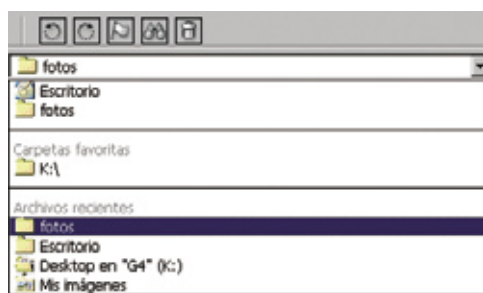 fotos
Escritorio
fotos
Carpetas favoritas
K:\
Archivos recientes
fotos
Escritorio
Desktop en "G4" (K:)
Mis imágenes